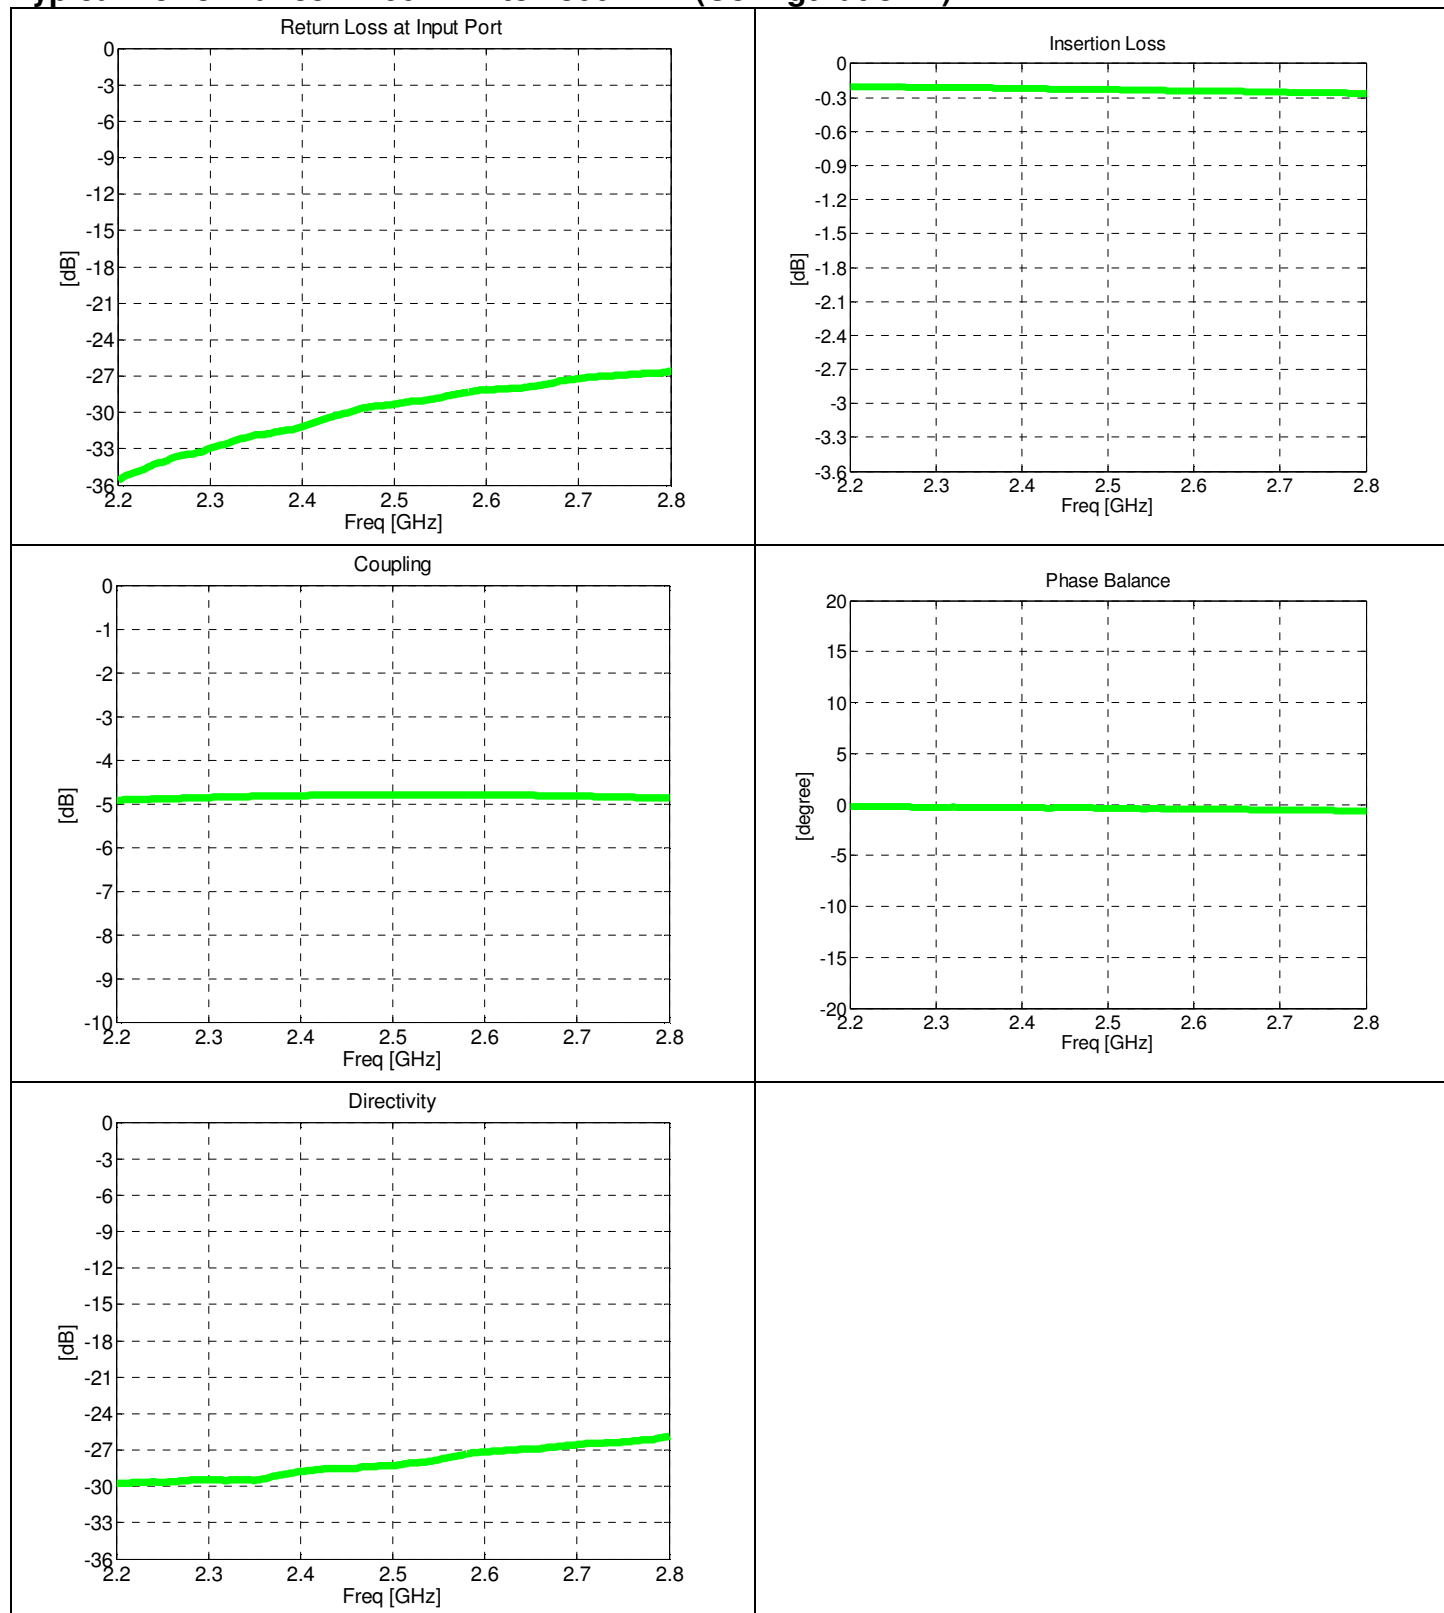 Return Loss at Input Port
0
-3
-6
-9
-12
-15
-18
-21
-24
-27
-30
-33
-36
[dB]
2.2 2.3 2.4 2.5 2.6 2.7 2.8
Freq [GHz]
Insertion Loss
0
-0.3
-0.6
-0.9
-1.2
-1.5
-1.8
-2.1
-2.4
-2.7
-3
-3.3
-3.6
[dB]
2.2 2.3 2.4 2.5 2.6 2.7 2.8
Freq [GHz]
Coupling
0
-1
-2
-3
-4
-5
-6
-7
-8
-9
-10
[dB]
2.2 2.3 2.4 2.5 2.6 2.7 2.8
Freq [GHz]
Phase Balance
20
15
10
5
0
-5
-10
-15
-20
[degree]
2.2 2.3 2.4 2.5 2.6 2.7 2.8
Freq [GHz]
Directivity
0
-3
-6
-9
-12
-15
-18
-21
-24
-27
-30
-33
-36
[dB]
2.2 2.3 2.4 2.5 2.6 2.7 2.8
Freq [GHz]